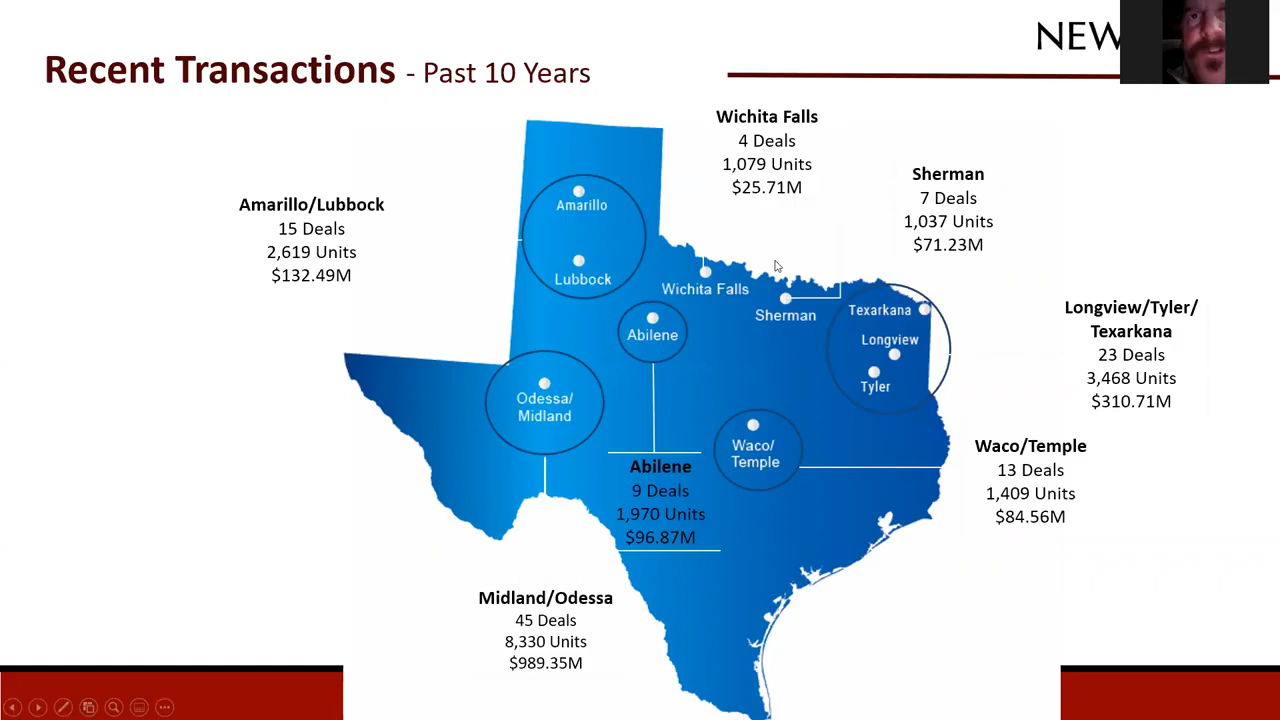 NEW
Recent Transactions - Past 10 Years
Wichita Falls
4 Deals
1,079 Units
$25.71M
Sherman
7 Deals
1,037 Units
$71.23M
Amarillo/Lubbock
15 Deals
2,619 Units
$132.49M
Amarillo
Lubbock
Wichita Falls
Sherman
Abilene
Texarkana
Longview
Tyler
Longview/Tyler/
Texarkana
23 Deals
3,468 Units
$310.71M
Odessa/
Midland
Waco/
Temple
Waco/Temple
13 Deals
1,409 Units
$84.56M
Abilene
9 Deals
1,970 Units
$96.87M
Midland/Odessa
45 Deals
8,330 Units
$989.35M